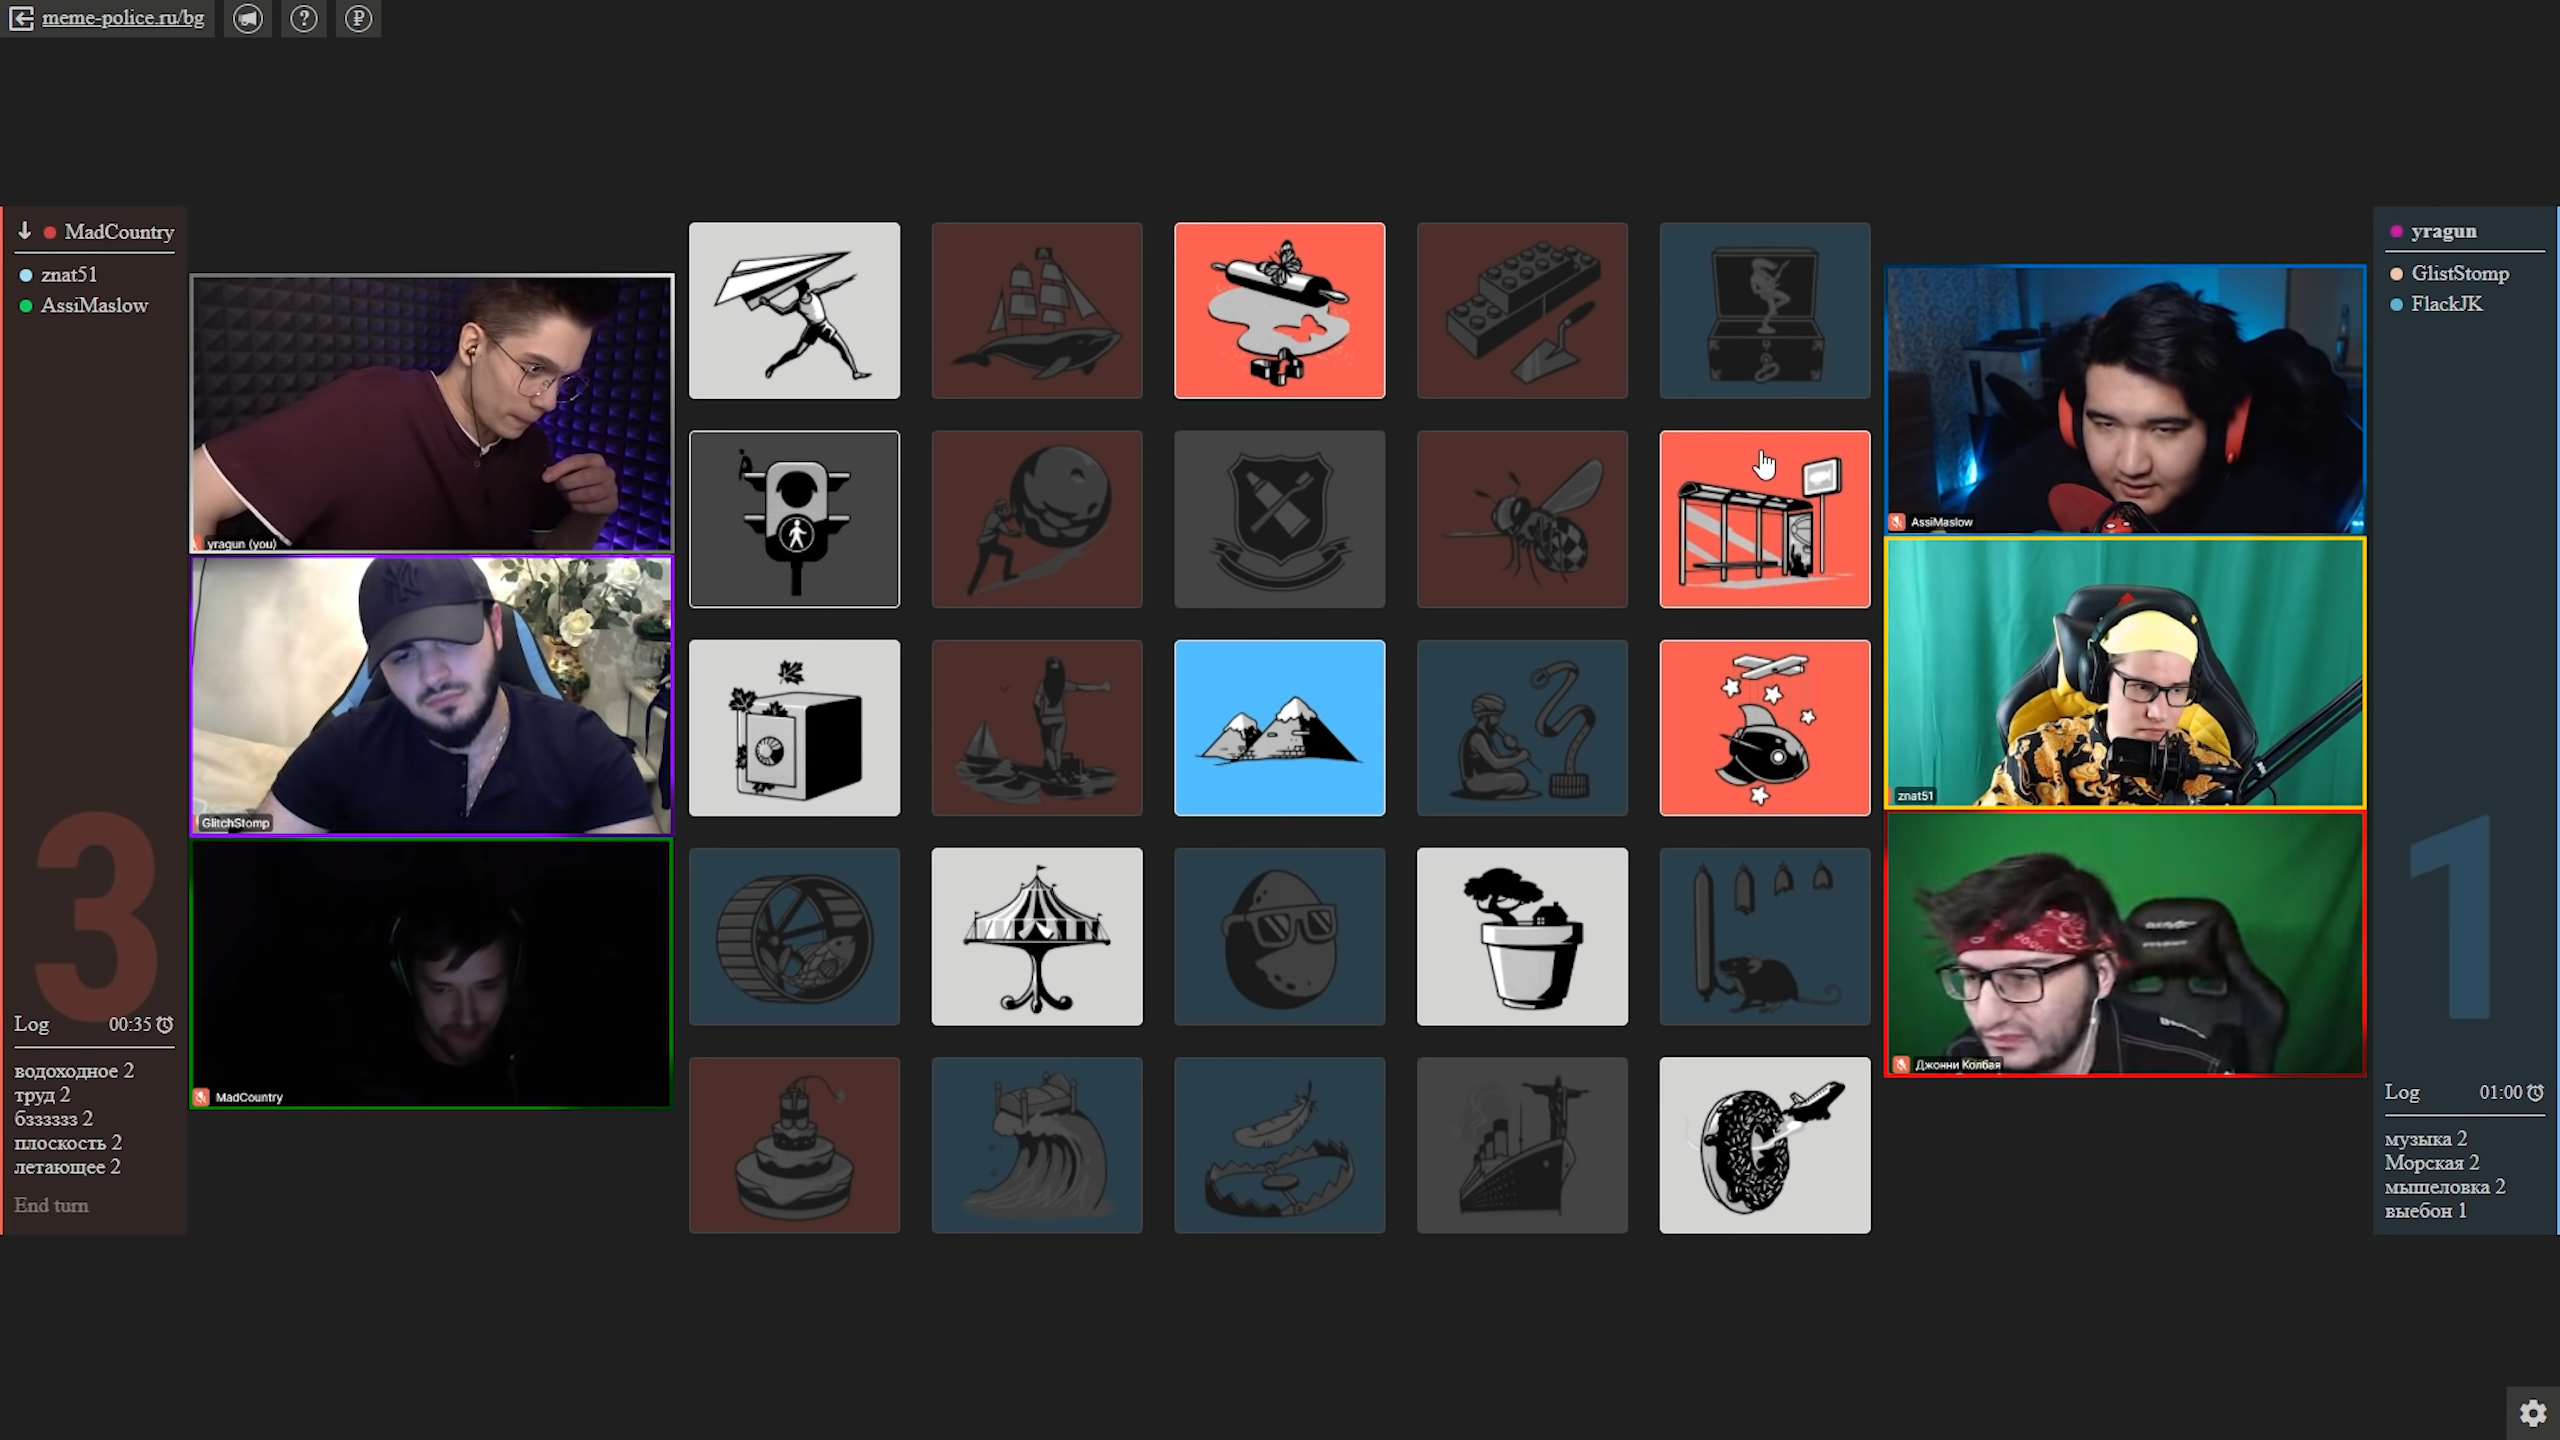 meme-police.ru/bg
?
₽
MadCountry
znat51
AssiMaslow
3
Log 00:35
водоходное 2
труд 2
бзззззз 2
плоскость 2
летающее 2
End turn
yragun (you)
GlitchStomp
MadCountry
AssiMaslow
znat51
Джонни Колбая
yragun
GlistStomp
FlackJK
1
Log 01:00
музыка 2
Морская 2
мышеловка 2
выебон 1